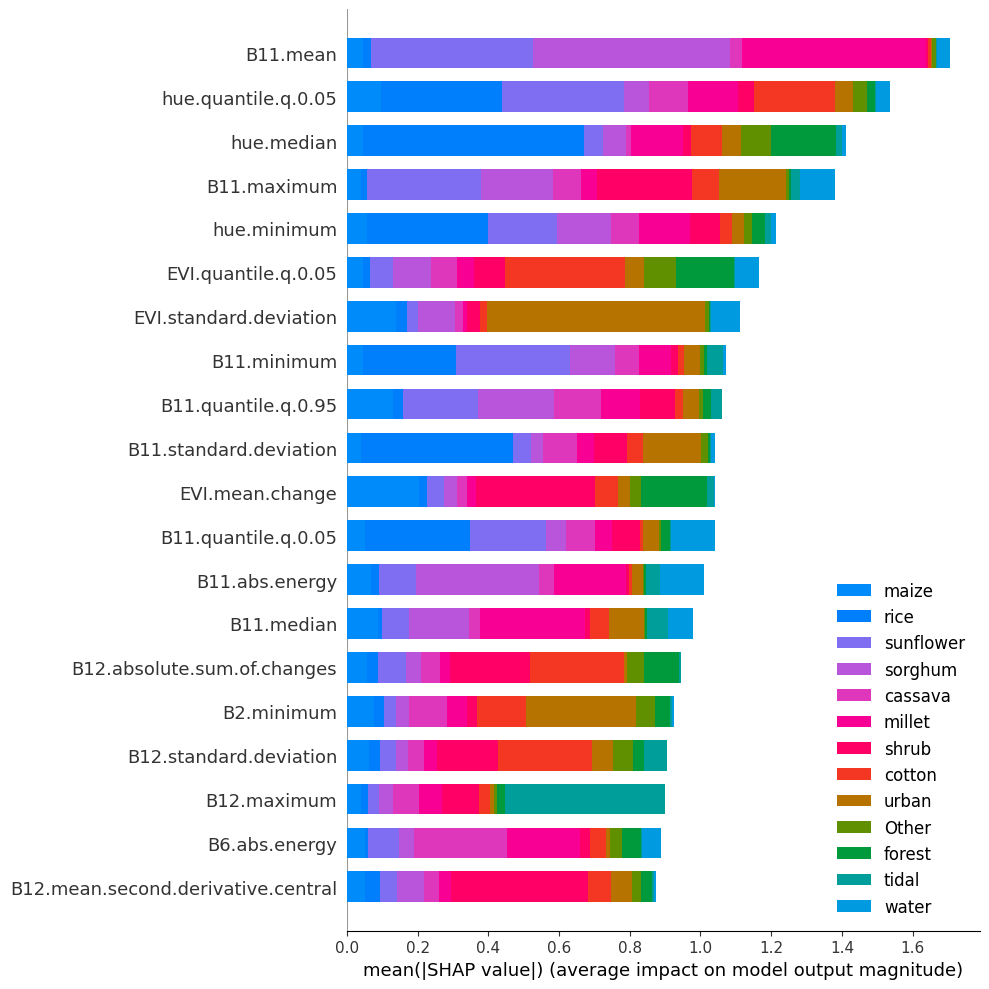 B11.mean
hue.quantile.q.0.05
hue.median
B11.maximum
hue.minimum
EVI.quantile.q.0.05
EVI.standard.deviation
B11.minimum
B11.quantile.q.0.95
B11.standard.deviation
EVI.mean.change
B11.quantile.q.0.05
B11.abs.energy
B11.median
B12.absolute.sum.of.changes
B2.minimum
B12.standard.deviation
B12.maximum
B6.abs.energy
B12.mean.second.derivative.central
maize
rice
sunflower
sorghum
cassava
millet
shrub
cotton
urban
Other
forest
tidal
water
0.0 0.2 0.4 0.6 0.8 1.0 1.2 1.4 1.6
mean(|SHAP value|) (average impact on model output magnitude)